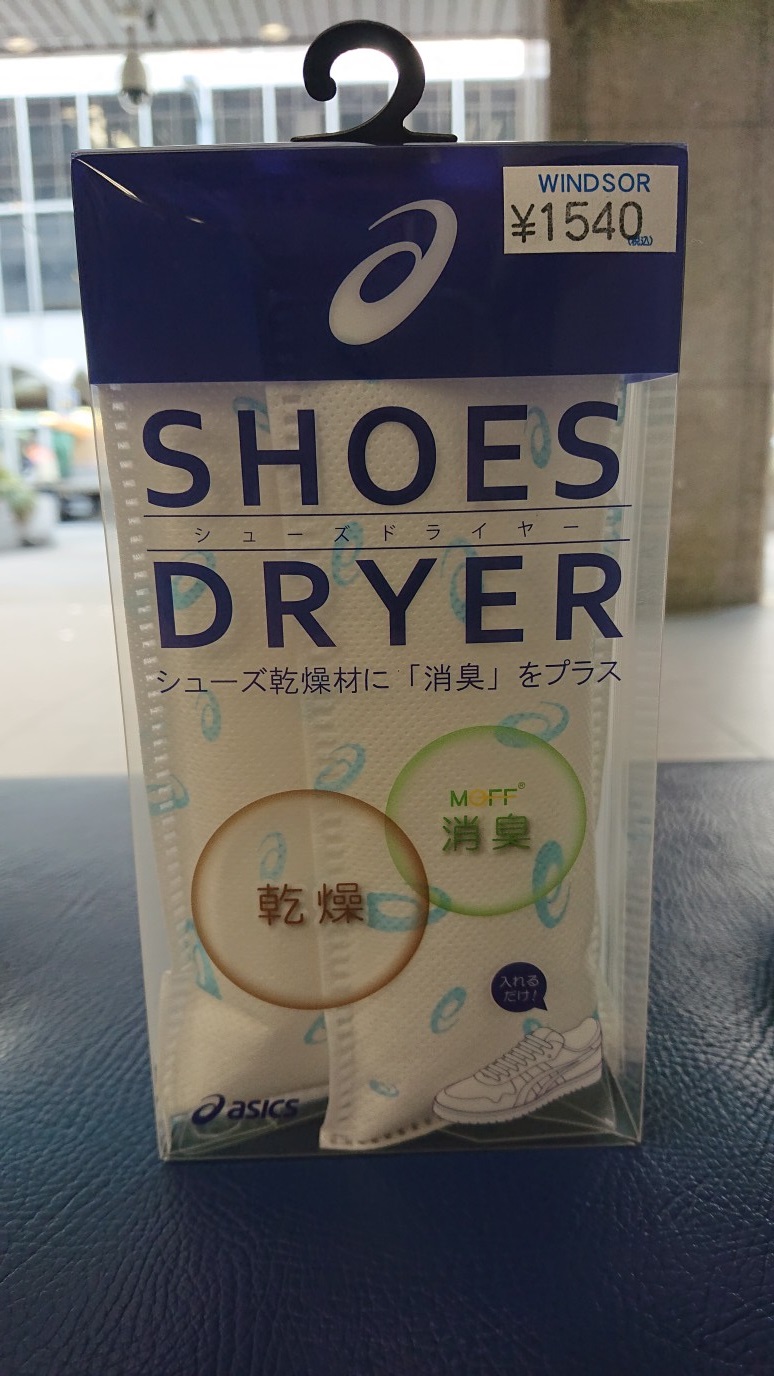 WINDSOR
¥1540
(税込)
SHOES
シューズドライヤー
DRYER
シューズ乾燥材に「消臭」をプラス
MOFF®
消臭
乾燥
入れる
だけ!
asics